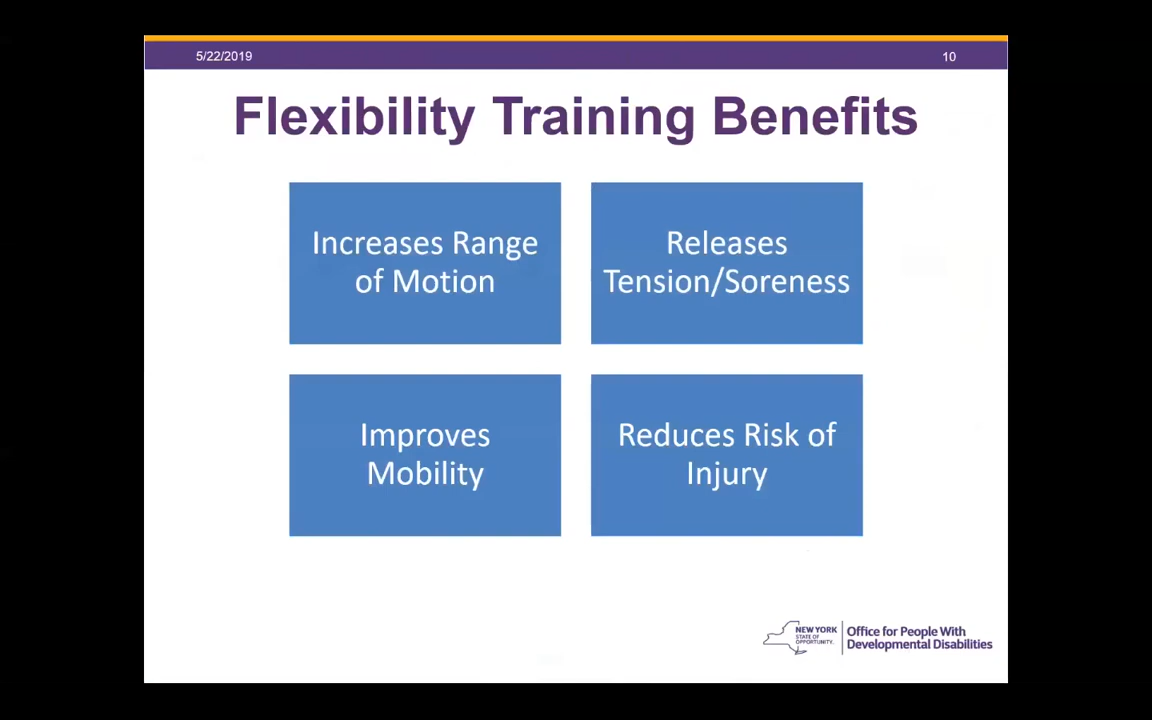 5/22/2019
10
Flexibility Training Benefits
Increases Range
of Motion
Releases
Tension/Soreness
Improves
Mobility
Reduces Risk of
Injury
NEW YORK
STATE OF
OPPORTUNITY.
Office for People With
Developmental Disabilities